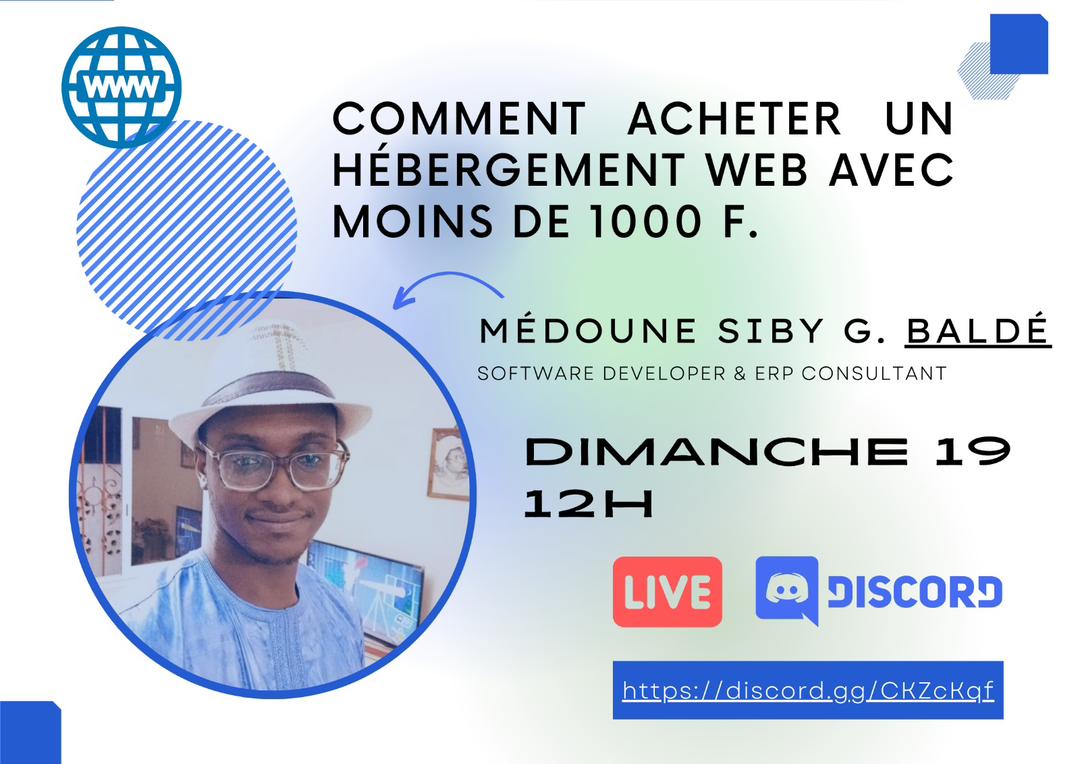 WWW
COMMENT ACHETER UN
HÉBERGEMENT WEB AVEC
MOINS DE 1000 F.
MÉDOUNE SIBY G. BALDÉ
SOFTWARE DEVELOPER & ERP CONSULTANT
DIMANCHE 19
12H
LIVE DISCORD
https://discord.gg/CKZcKqf